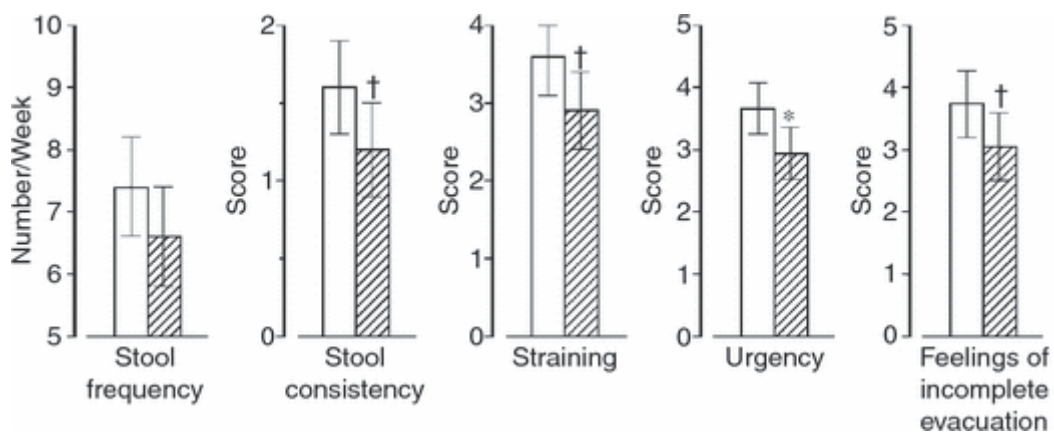 10
9
8
7
6
5
Number/Week
Stool
frequency
2
1
0
Score
†
Stool
consistency
4
3
2
1
0
Score
†
Straining
5
4
3
2
1
0
Score
*
Urgency
5
4
3
2
1
0
Score
†
Feelings of
incomplete
evacuation